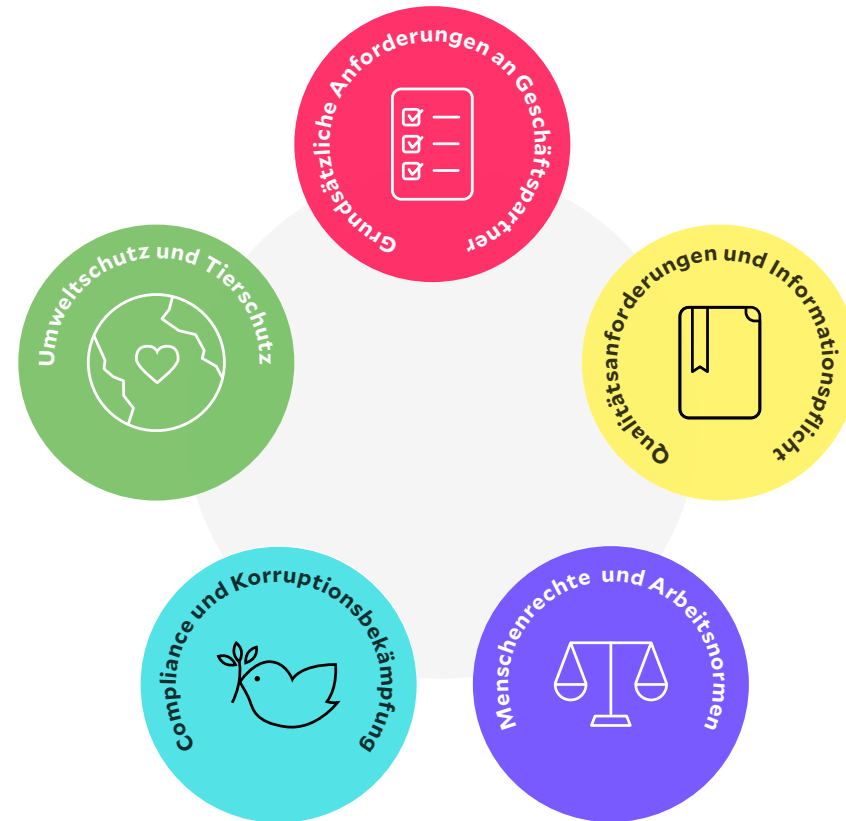 Grundsätzliche Anforderungen an Geschäftspartner
Qualitätsanforderungen und Informationspflicht
Menschenrechte und Arbeitsnormen
Compliance und Korruptionsbekämpfung
Umweltschutz und Tierschutz